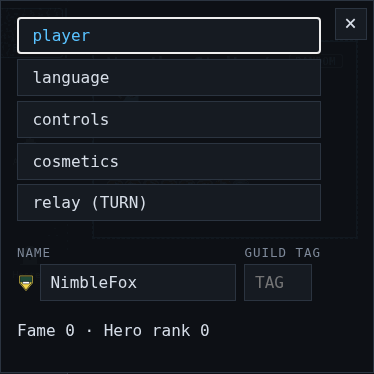 player
×
language
controls
cosmetics
relay (TURN)
NAME GUILD TAG
NimbleFox TAG
Fame 0 · Hero rank 0